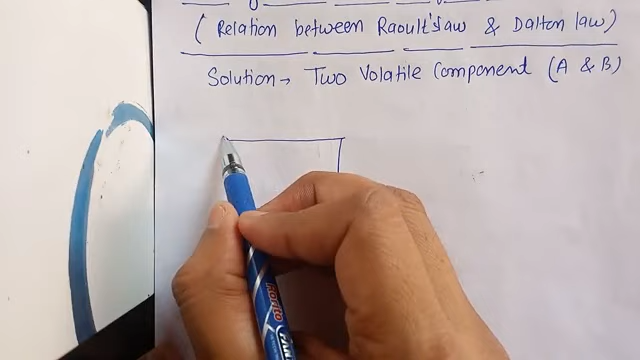 ( Relation between Raoult's law & Dalton law)
Solution → Two Volatile Component (A & B)